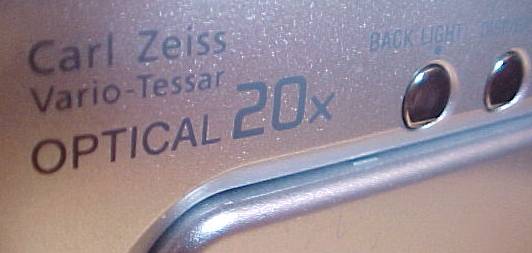 Carl Zeiss
Vario-Tessar
OPTICAL 20x
BACK LIGHT